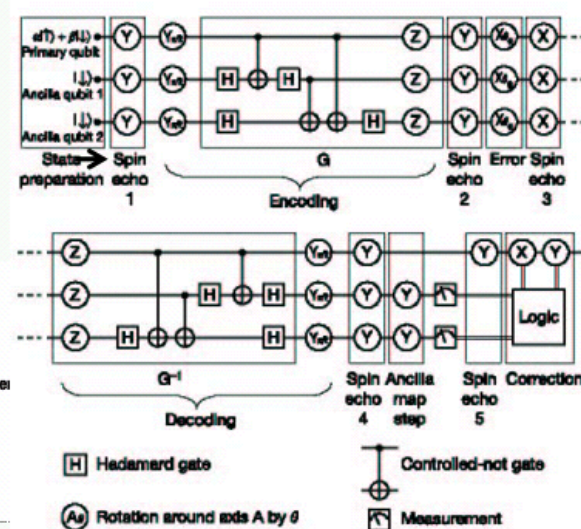 α|↑⟩ + β|↓⟩
Primary qubit
Y
Z
Y
X
|↓⟩
Ancilla qubit 1
Y
H
H
Z
Y
X
|↓⟩
Ancilla qubit 2
Y
H
H
Z
Y
X
State
preparation
Spin
echo
1
G
Encoding
Spin
echo
2
Error
Spin
echo
3
Z
Y
X
Y
Z
H
H
Y
Y
Z
H
H
Y
Y
Logic
G⁻¹
Decoding
Spin
echo
4
Ancilla
map
step
Spin
echo
5
Correction
H Hadamard gate
Controlled-not gate
Aθ Rotation around axis A by θ
Measurement